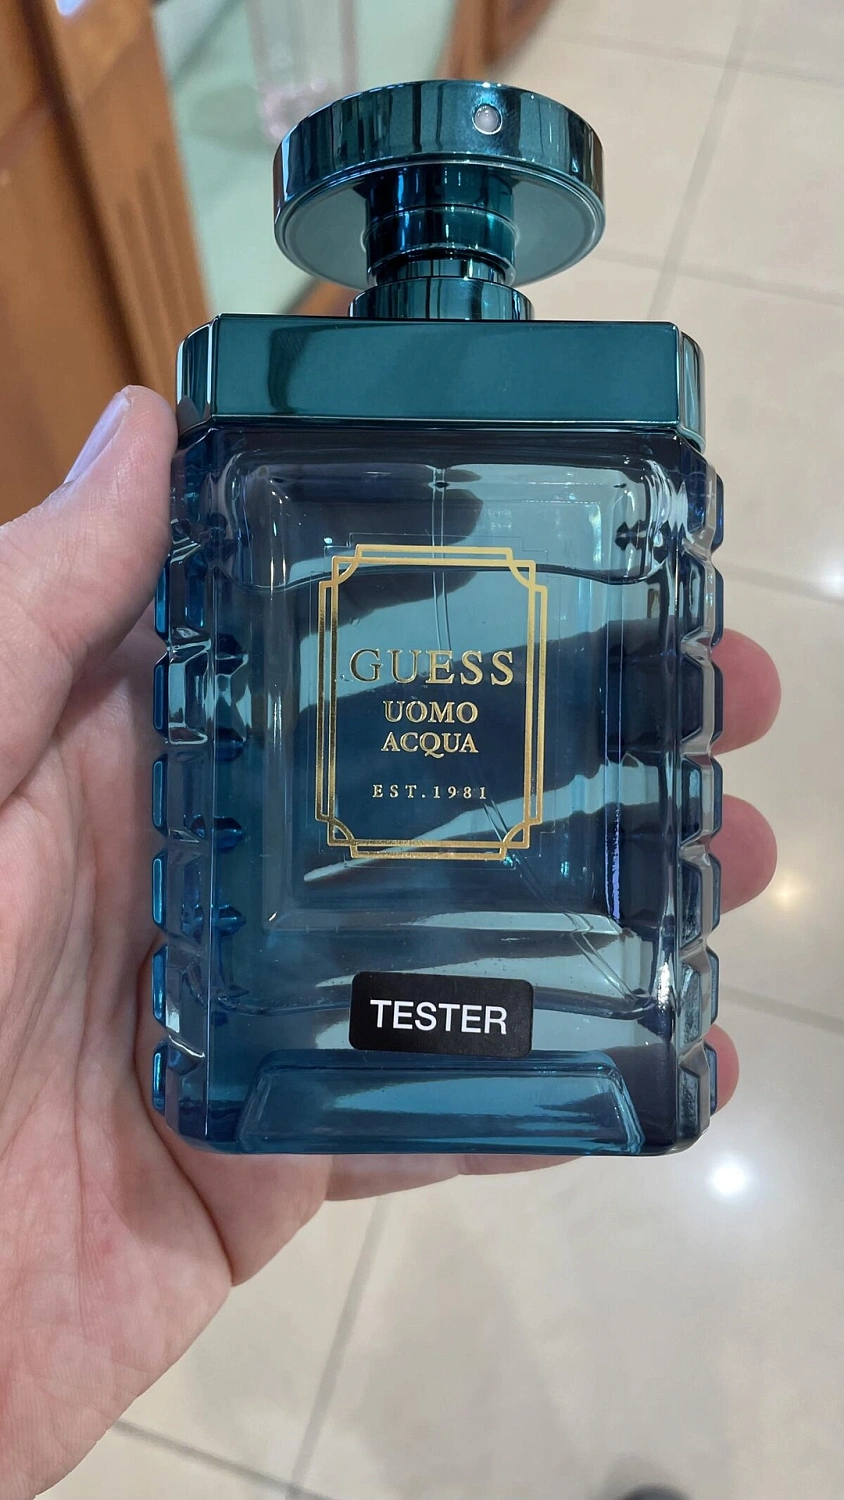 GUESS
UOMO
ACQUA
EST.1981
TESTER